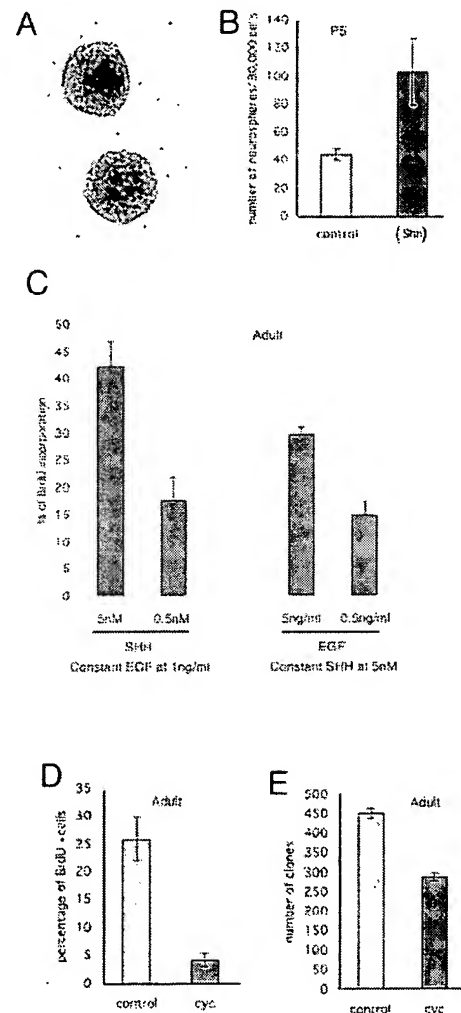 A
B
number of neurospheres/80,000 cells
140
120
100
80
60
40
20
0
P5
control (Shh)
C
% of BrdU incorporation
50
45
40
35
30
25
20
15
10
5
0
Adult
5nM 0.5nM
SHH
Constant EGF at 1ng/ml
5ng/ml 0.5ng/ml
EGF
Constant SHH at 5nM
D
percentage of BrdU +cells
35
30
25
20
15
10
5
0
Adult
control cyc
E
number of clones
500
450
400
350
300
250
200
150
100
50
0
Adult
control cyc